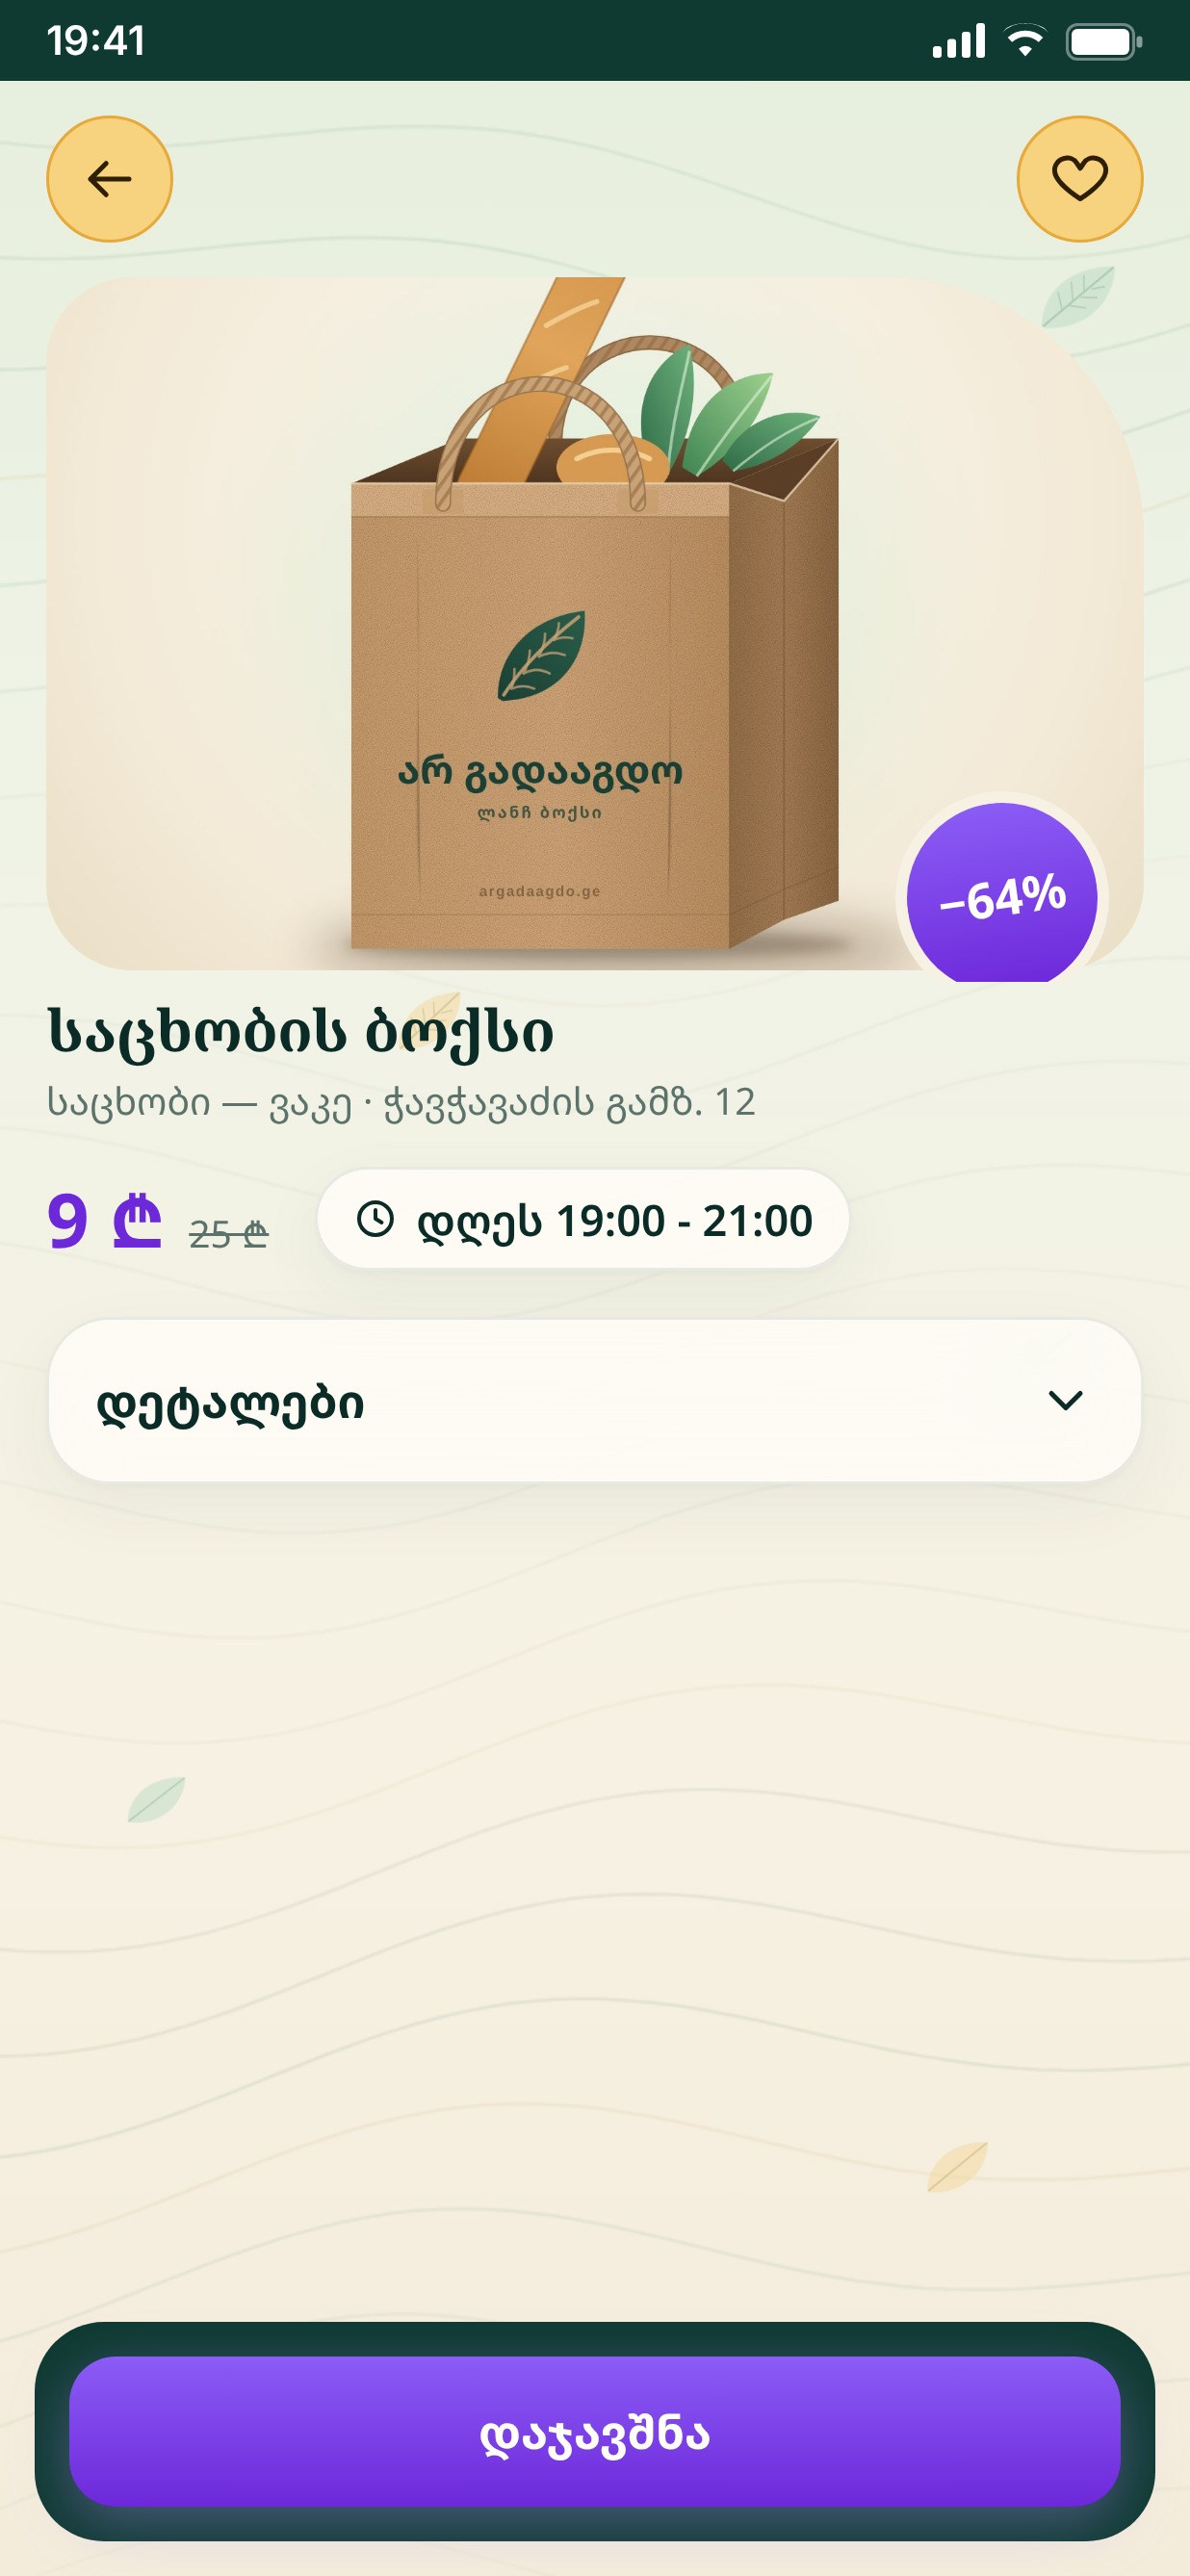 19:41
არ გადააგდო
ლანჩ ბოქსი
argadaagdo.ge
–64%
საცხობის ბოქსი
საცხობი — ვაკე · ჭავჭავაძის გამზ. 12
9 ₾ 25 ₾ დღეს 19:00 - 21:00
დეტალები
დაჯავშნა